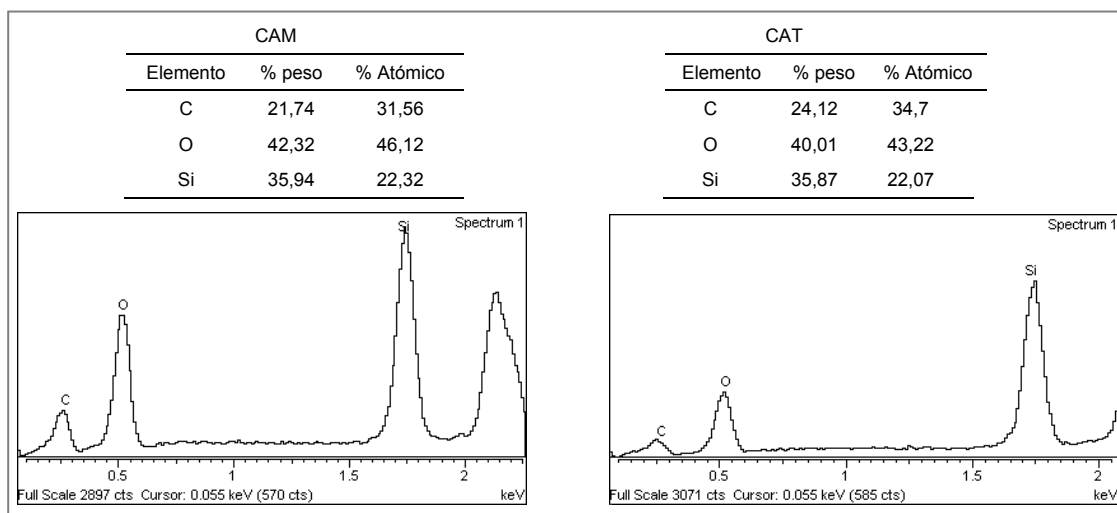 CAM
Elemento % peso % Atómico
C 21,74 31,56
O 42,32 46,12
Si 35,94 22,32
CAT
Elemento % peso % Atómico
C 24,12 34,7
O 40,01 43,22
Si 35,87 22,07
Spectrum 1
Si
O
C
0.5 1 1.5 2
Full Scale 2897 cts Cursor: 0.055 keV (570 cts) keV
Spectrum 1
Si
O
C
0.5 1 1.5 2
Full Scale 3071 cts Cursor: 0.055 keV (585 cts) keV